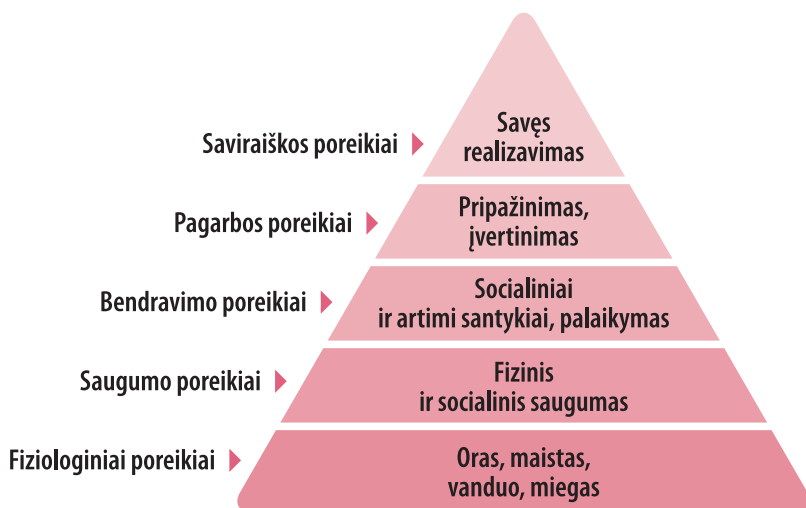 Saviraiškos poreikiai
Savęs
realizavimas
Pagarbos poreikiai
Pripažinimas,
įvertinimas
Bendravimo poreikiai
Socialiniai
ir artimi santykiai, palaikymas
Saugumo poreikiai
Fizinis
ir socialinis saugumas
Fiziologiniai poreikiai
Oras, maistas,
vanduo, miegas